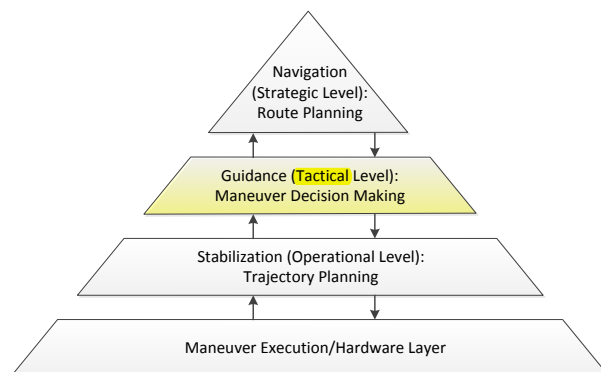 Navigation
(Strategic Level):
Route Planning
Guidance (Tactical Level):
Maneuver Decision Making
Stabilization (Operational Level):
Trajectory Planning
Maneuver Execution/Hardware Layer